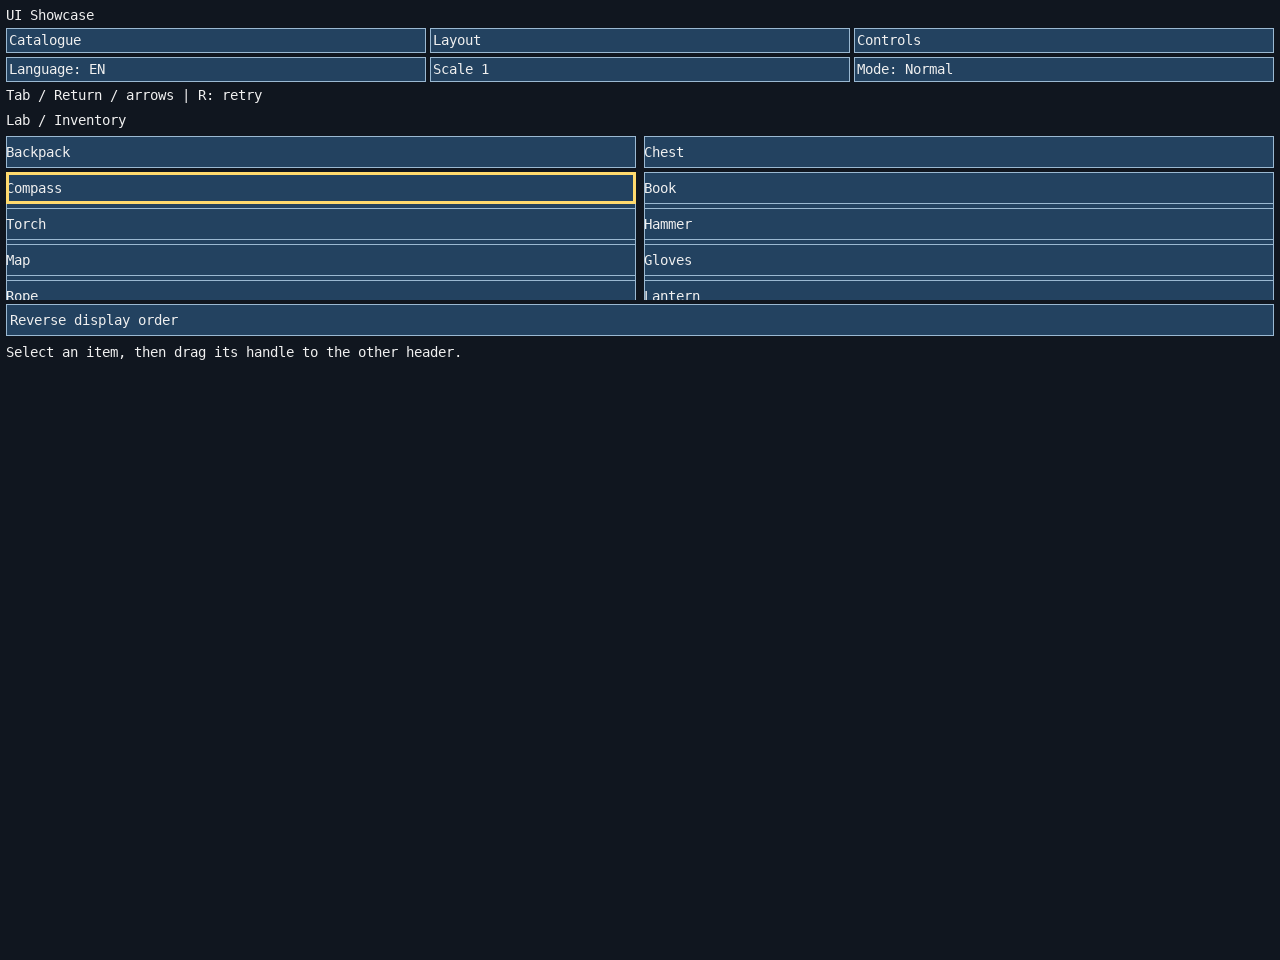 UI Showcase
Catalogue Layout Controls
Language: EN Scale 1 Mode: Normal
Tab / Return / arrows | R: retry
Lab / Inventory
Backpack Chest
Compass Book
Torch Hammer
Map Gloves
Rope Lantern
Reverse display order
Select an item, then drag its handle to the other header.